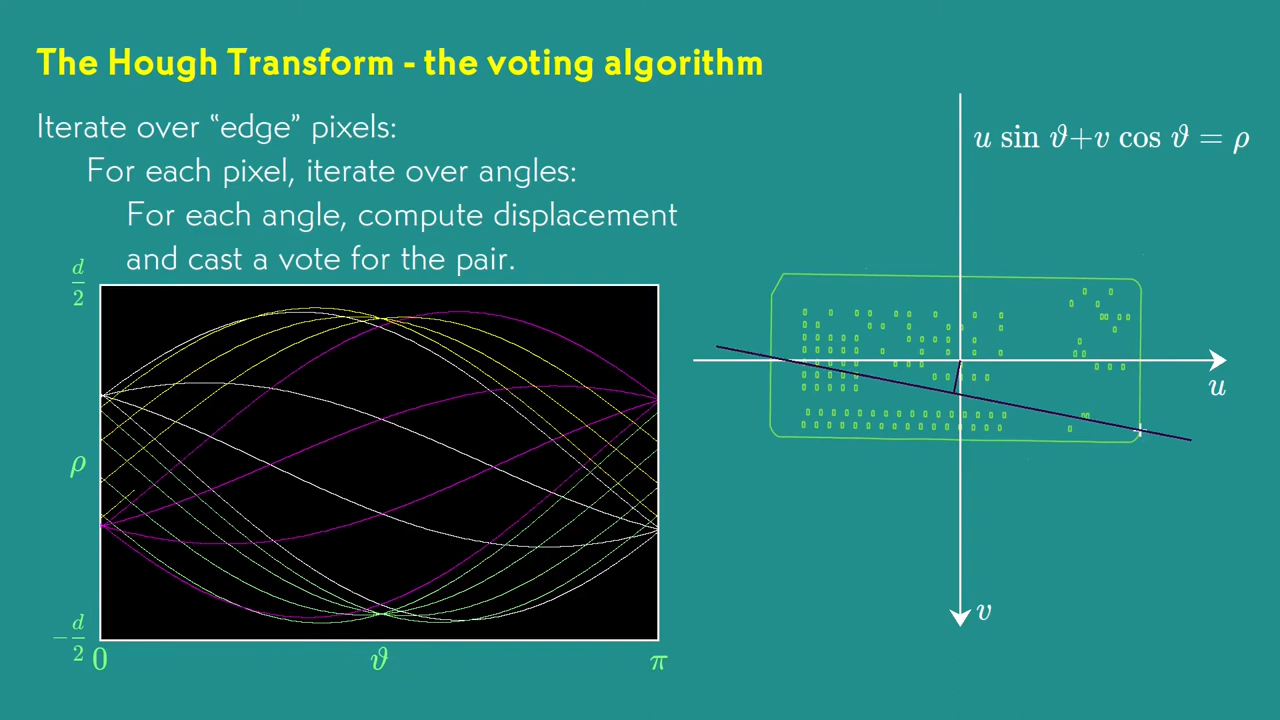 The Hough Transform - the voting algorithm
Iterate over “edge” pixels:
For each pixel, iterate over angles:
For each angle, compute displacement
and cast a vote for the pair.
u sin ϑ+v cos ϑ = ρ
d/2
ρ
-d/2
0
ϑ
π
u
v